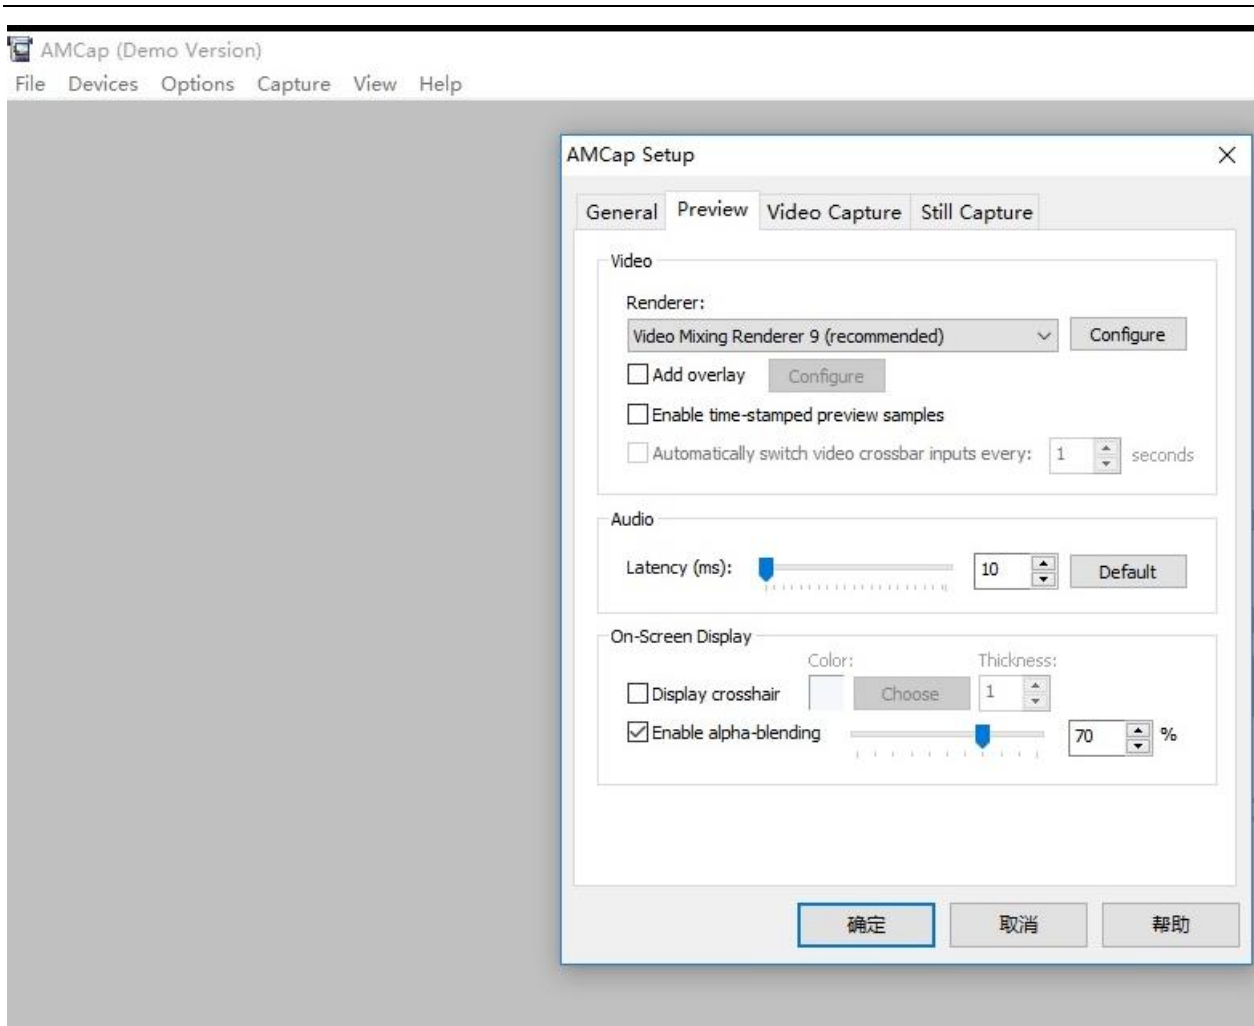 AMCap (Demo Version)
File Devices Options Capture View Help
AMCap Setup
General Preview Video Capture Still Capture
Video
Renderer:
Video Mixing Renderer 9 (recommended) Configure
Add overlay Configure
Enable time-stamped preview samples
Automatically switch video crossbar inputs every: 1 seconds
Audio
Latency (ms): 10 Default
On-Screen Display
Color: Thickness:
Display crosshair Choose 1
Enable alpha-blending 70 %
确定 取消 帮助